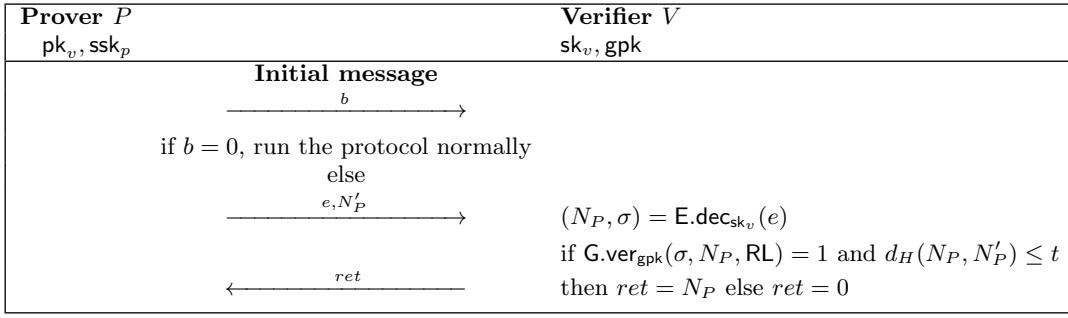 Prover P Verifier V
pk_v, ssk_p sk_v, gpk
Initial message
b
if b = 0, run the protocol normally
else
e,N′_P (N_P, σ) = E.dec_{sk_v}(e)
if G.ver_{gpk}(σ, N_P, RL) = 1 and d_H(N_P, N′_P) ≤ t
ret then ret = N_P else ret = 0